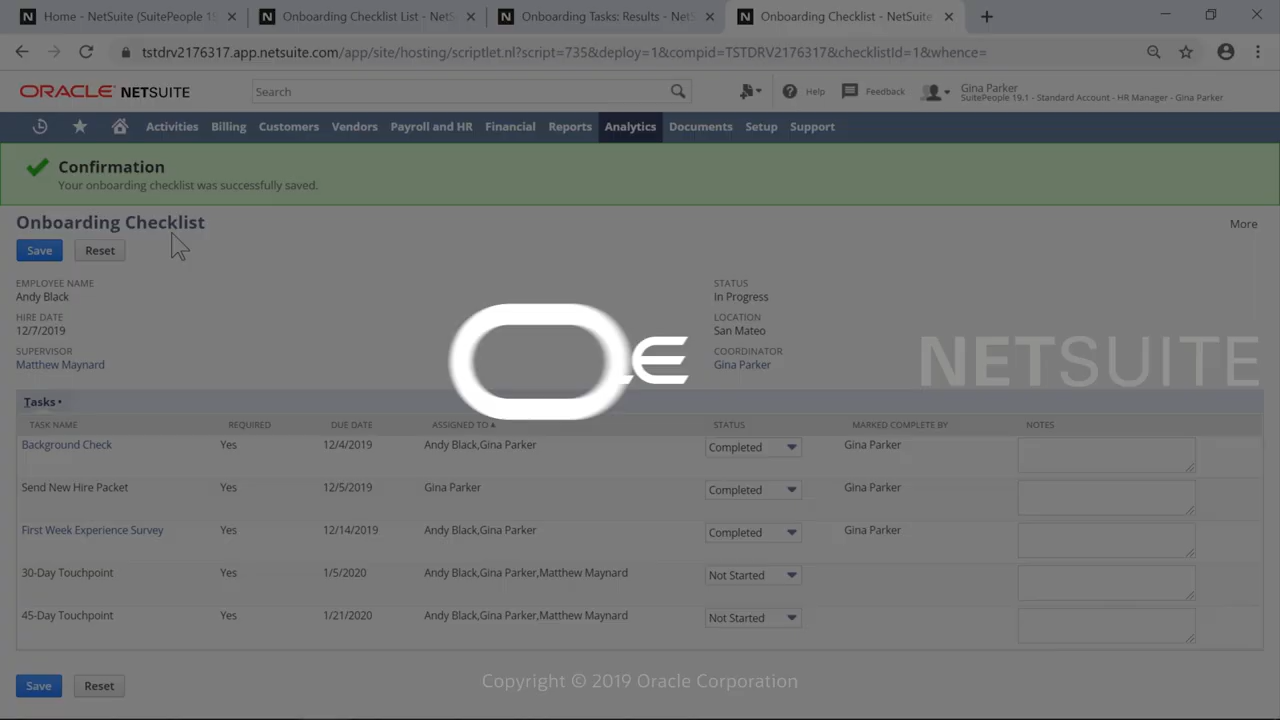 Home - NetSuite (SuitePeople 19
Onboarding Checklist List - NetS
Onboarding Tasks: Results - NetS
Onboarding Checklist - NetSuite
tstdrv2176317.app.netsuite.com/app/site/hosting/scriptlet.nl?script=735&deploy=1&compid=TSTDRV2176317&checklistId=1&whence=
ORACLE NETSUITE
Search
Help
Feedback
Gina Parker
SuitePeople 19.1 - Standard Account - HR Manager - Gina Parker
Activities Billing Customers Vendors Payroll and HR Financial Reports Analytics Documents Setup Support
Confirmation
Your onboarding checklist was successfully saved.
Onboarding Checklist
More
Save Reset
EMPLOYEE NAME
Andy Black
HIRE DATE
12/7/2019
SUPERVISOR
Matthew Maynard
STATUS
In Progress
LOCATION
San Mateo
COORDINATOR
Gina Parker
NETSUITE
Tasks •
TASK NAME REQUIRED DUE DATE ASSIGNED TO STATUS MARKED COMPLETE BY NOTES
Background Check Yes 12/4/2019 Andy Black,Gina Parker Completed Gina Parker
Send New Hire Packet Yes 12/5/2019 Gina Parker Completed Gina Parker
First Week Experience Survey Yes 12/14/2019 Andy Black,Gina Parker Completed Gina Parker
30-Day Touchpoint Yes 1/5/2020 Andy Black,Gina Parker,Matthew Maynard Not Started
45-Day Touchpoint Yes 1/21/2020 Andy Black,Gina Parker,Matthew Maynard Not Started
Save Reset
Copyright © 2019 Oracle Corporation